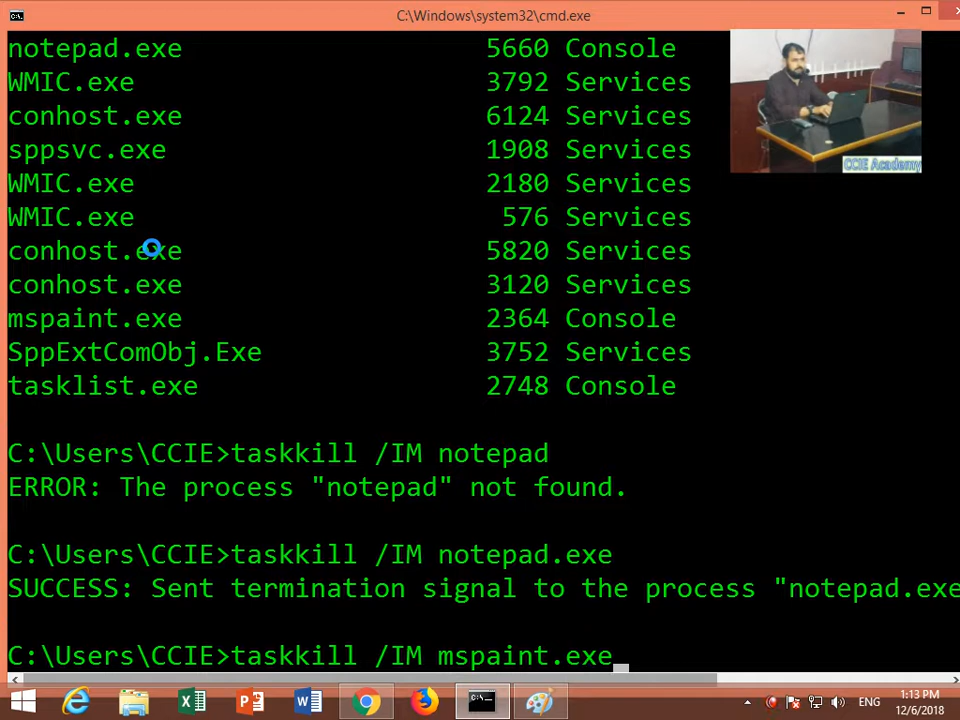 C:\Windows\system32\cmd.exe
notepad.exe 5660 Console
WMIC.exe 3792 Services
conhost.exe 6124 Services
sppsvc.exe 1908 Services
WMIC.exe 2180 Services
WMIC.exe 576 Services
conhost.exe 5820 Services
conhost.exe 3120 Services
mspaint.exe 2364 Console
SppExtComObj.Exe 3752 Services
tasklist.exe 2748 Console
C:\Users\CCIE>taskkill /IM notepad
ERROR: The process "notepad" not found.
C:\Users\CCIE>taskkill /IM notepad.exe
SUCCESS: Sent termination signal to the process "notepad.exe
C:\Users\CCIE>taskkill /IM mspaint.exe
CCIE Academy
ENG
1:13 PM
12/6/2018